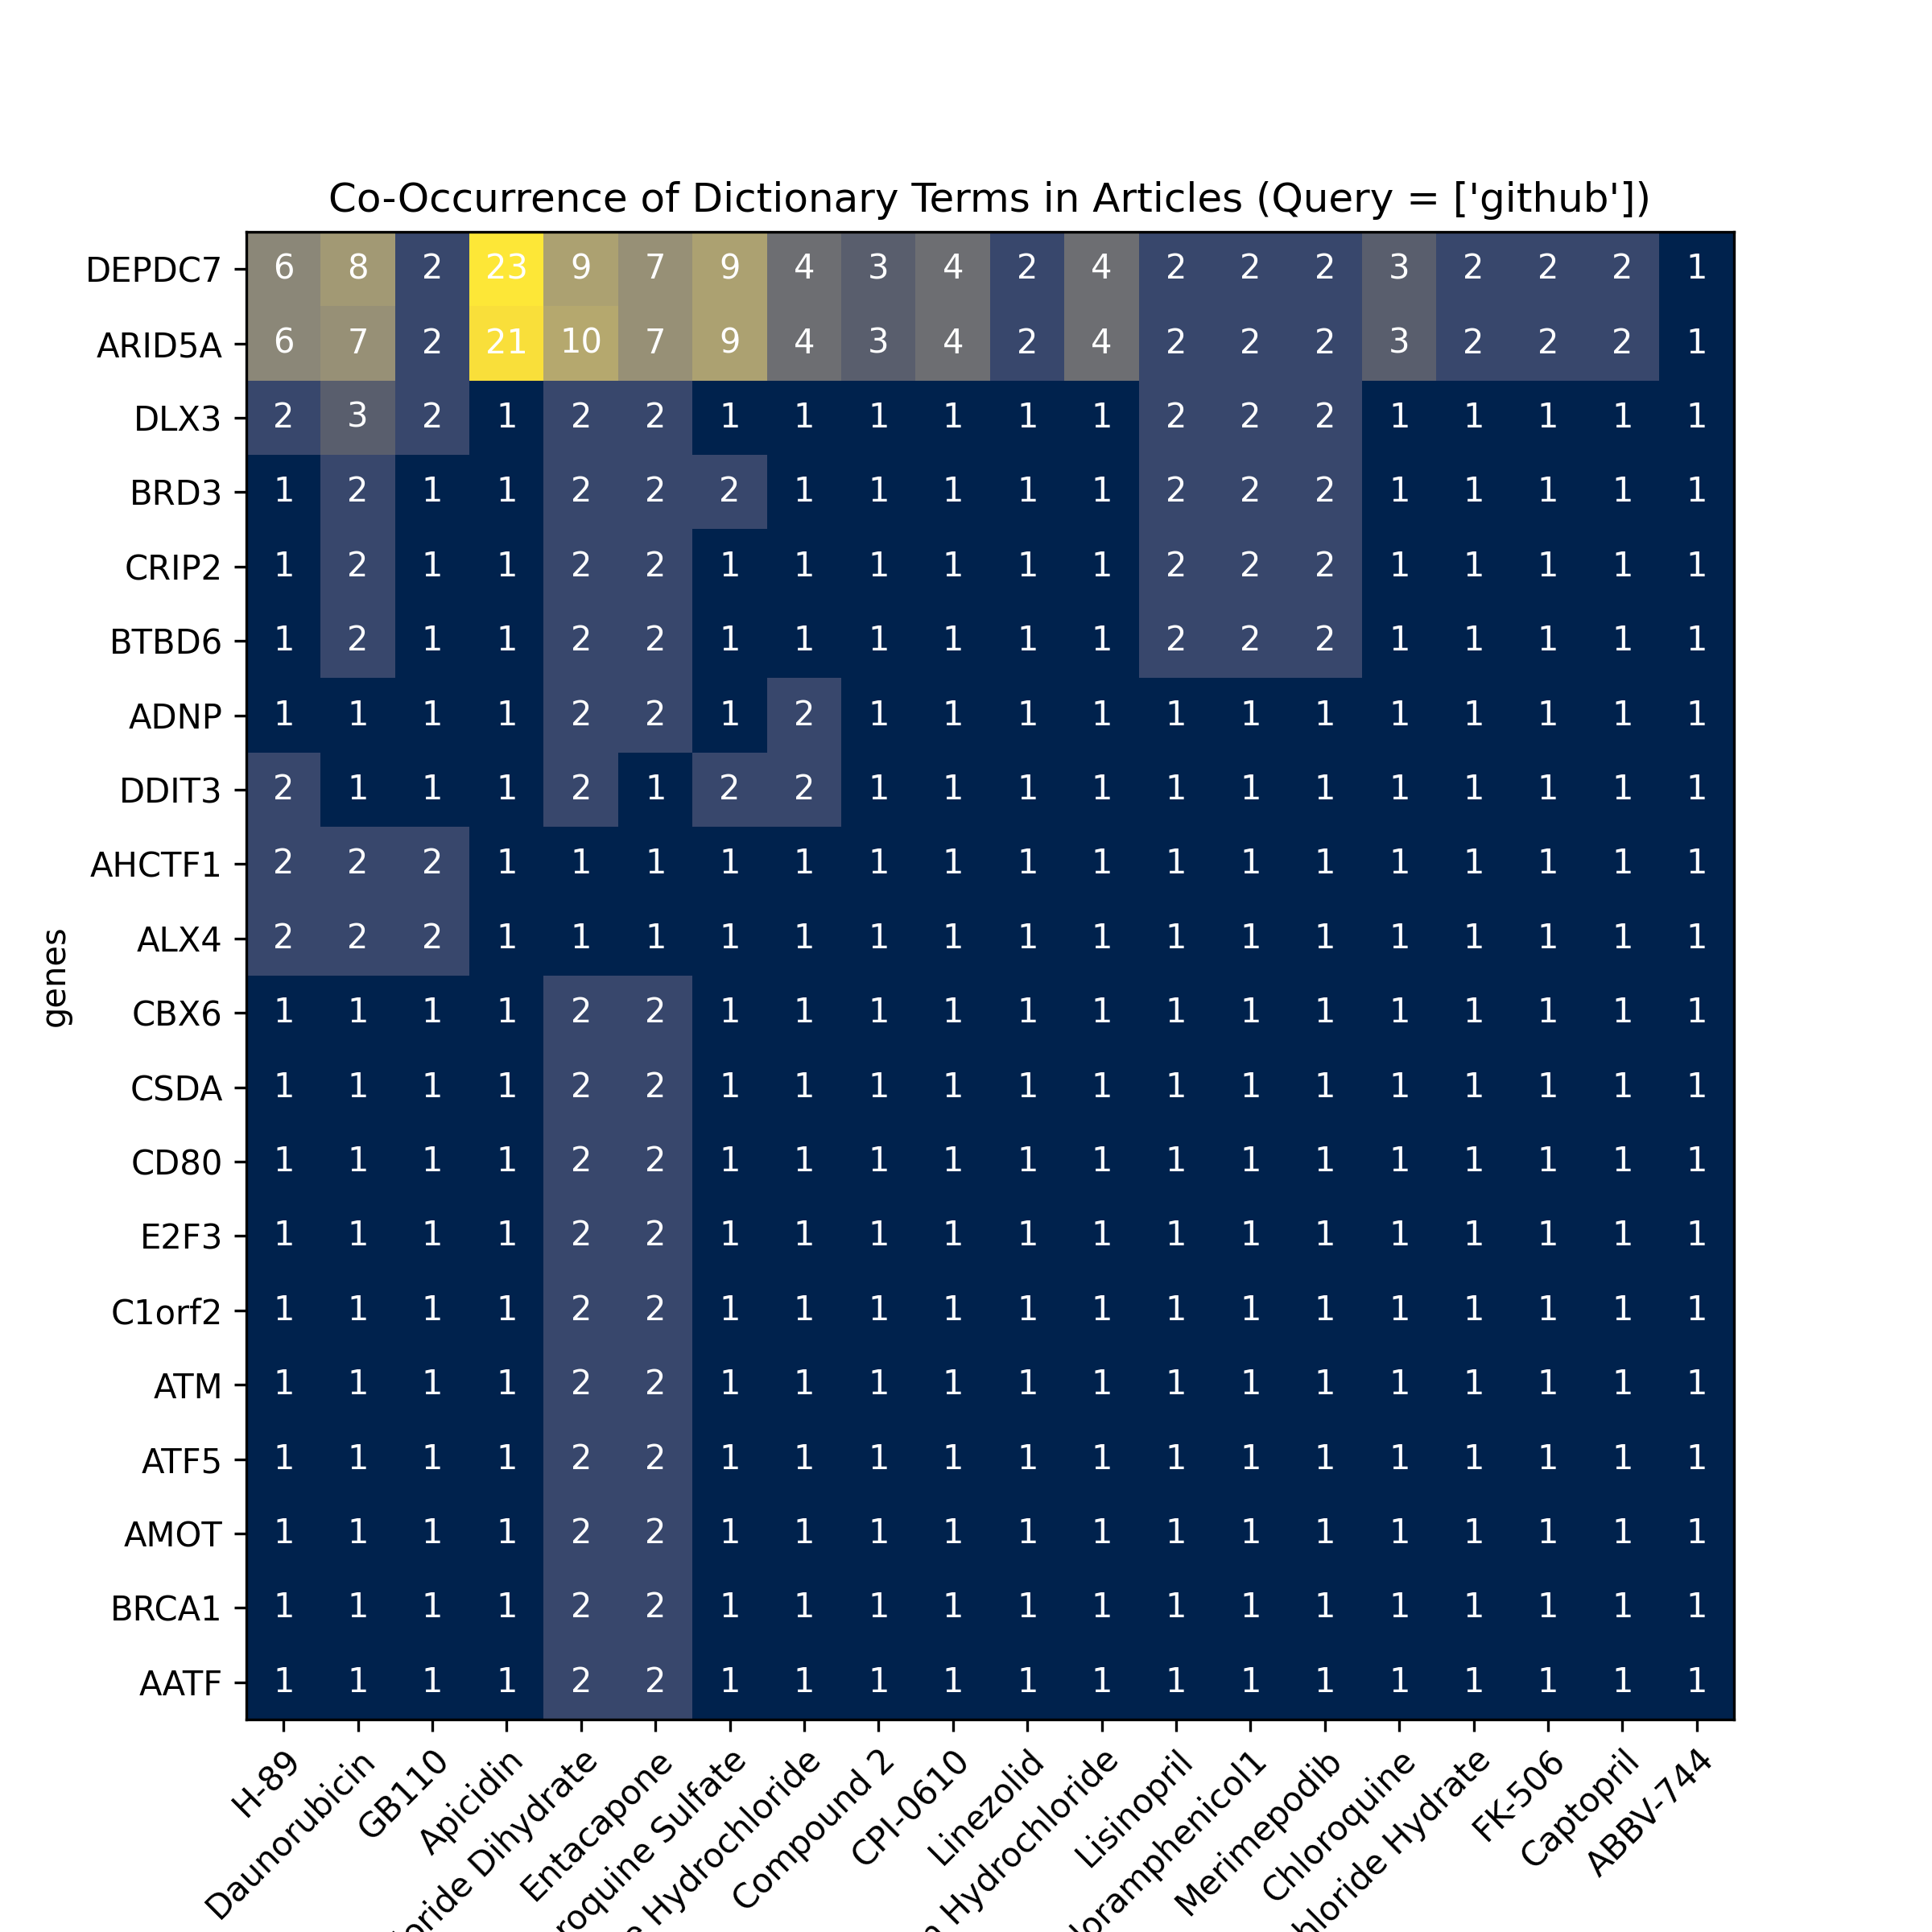 Co-Occurrence of Dictionary Terms in Articles (Query = ['github'])
DEPDC7 6 8 2 23 9 7 9 4 3 4 2 4 2 2 2 3 2 2 2 1
ARID5A 6 7 2 21 10 7 9 4 3 4 2 4 2 2 2 3 2 2 2 1
DLX3 2 3 2 1 2 2 1 1 1 1 1 1 2 2 2 1 1 1 1 1
BRD3 1 2 1 1 2 2 2 1 1 1 1 1 2 2 2 1 1 1 1 1
CRIP2 1 2 1 1 2 2 1 1 1 1 1 1 2 2 2 1 1 1 1 1
BTBD6 1 2 1 1 2 2 1 1 1 1 1 1 2 2 2 1 1 1 1 1
ADNP 1 1 1 1 2 2 1 2 1 1 1 1 1 1 1 1 1 1 1 1
DDIT3 2 1 1 1 2 1 2 2 1 1 1 1 1 1 1 1 1 1 1 1
AHCTF1 2 2 2 1 1 1 1 1 1 1 1 1 1 1 1 1 1 1 1 1
ALX4 2 2 2 1 1 1 1 1 1 1 1 1 1 1 1 1 1 1 1 1
CBX6 1 1 1 1 2 2 1 1 1 1 1 1 1 1 1 1 1 1 1 1
CSDA 1 1 1 1 2 2 1 1 1 1 1 1 1 1 1 1 1 1 1 1
CD80 1 1 1 1 2 2 1 1 1 1 1 1 1 1 1 1 1 1 1 1
E2F3 1 1 1 1 2 2 1 1 1 1 1 1 1 1 1 1 1 1 1 1
C1orf2 1 1 1 1 2 2 1 1 1 1 1 1 1 1 1 1 1 1 1 1
ATM 1 1 1 1 2 2 1 1 1 1 1 1 1 1 1 1 1 1 1 1
ATF5 1 1 1 1 2 2 1 1 1 1 1 1 1 1 1 1 1 1 1 1
AMOT 1 1 1 1 2 2 1 1 1 1 1 1 1 1 1 1 1 1 1 1
BRCA1 1 1 1 1 2 2 1 1 1 1 1 1 1 1 1 1 1 1 1 1
AATF 1 1 1 1 2 2 1 1 1 1 1 1 1 1 1 1 1 1 1 1
genes
H-89
Daunorubicin
GB110
Apicidin
Dihydrate
Entacapone
Sulfate
Hydrochloride
Compound 2
CPI-0610
Linezolid
Hydrochloride
Lisinopril
Merimepodib
Chloroquine
Hydrate
FK-506
Captopril
ABBV-744